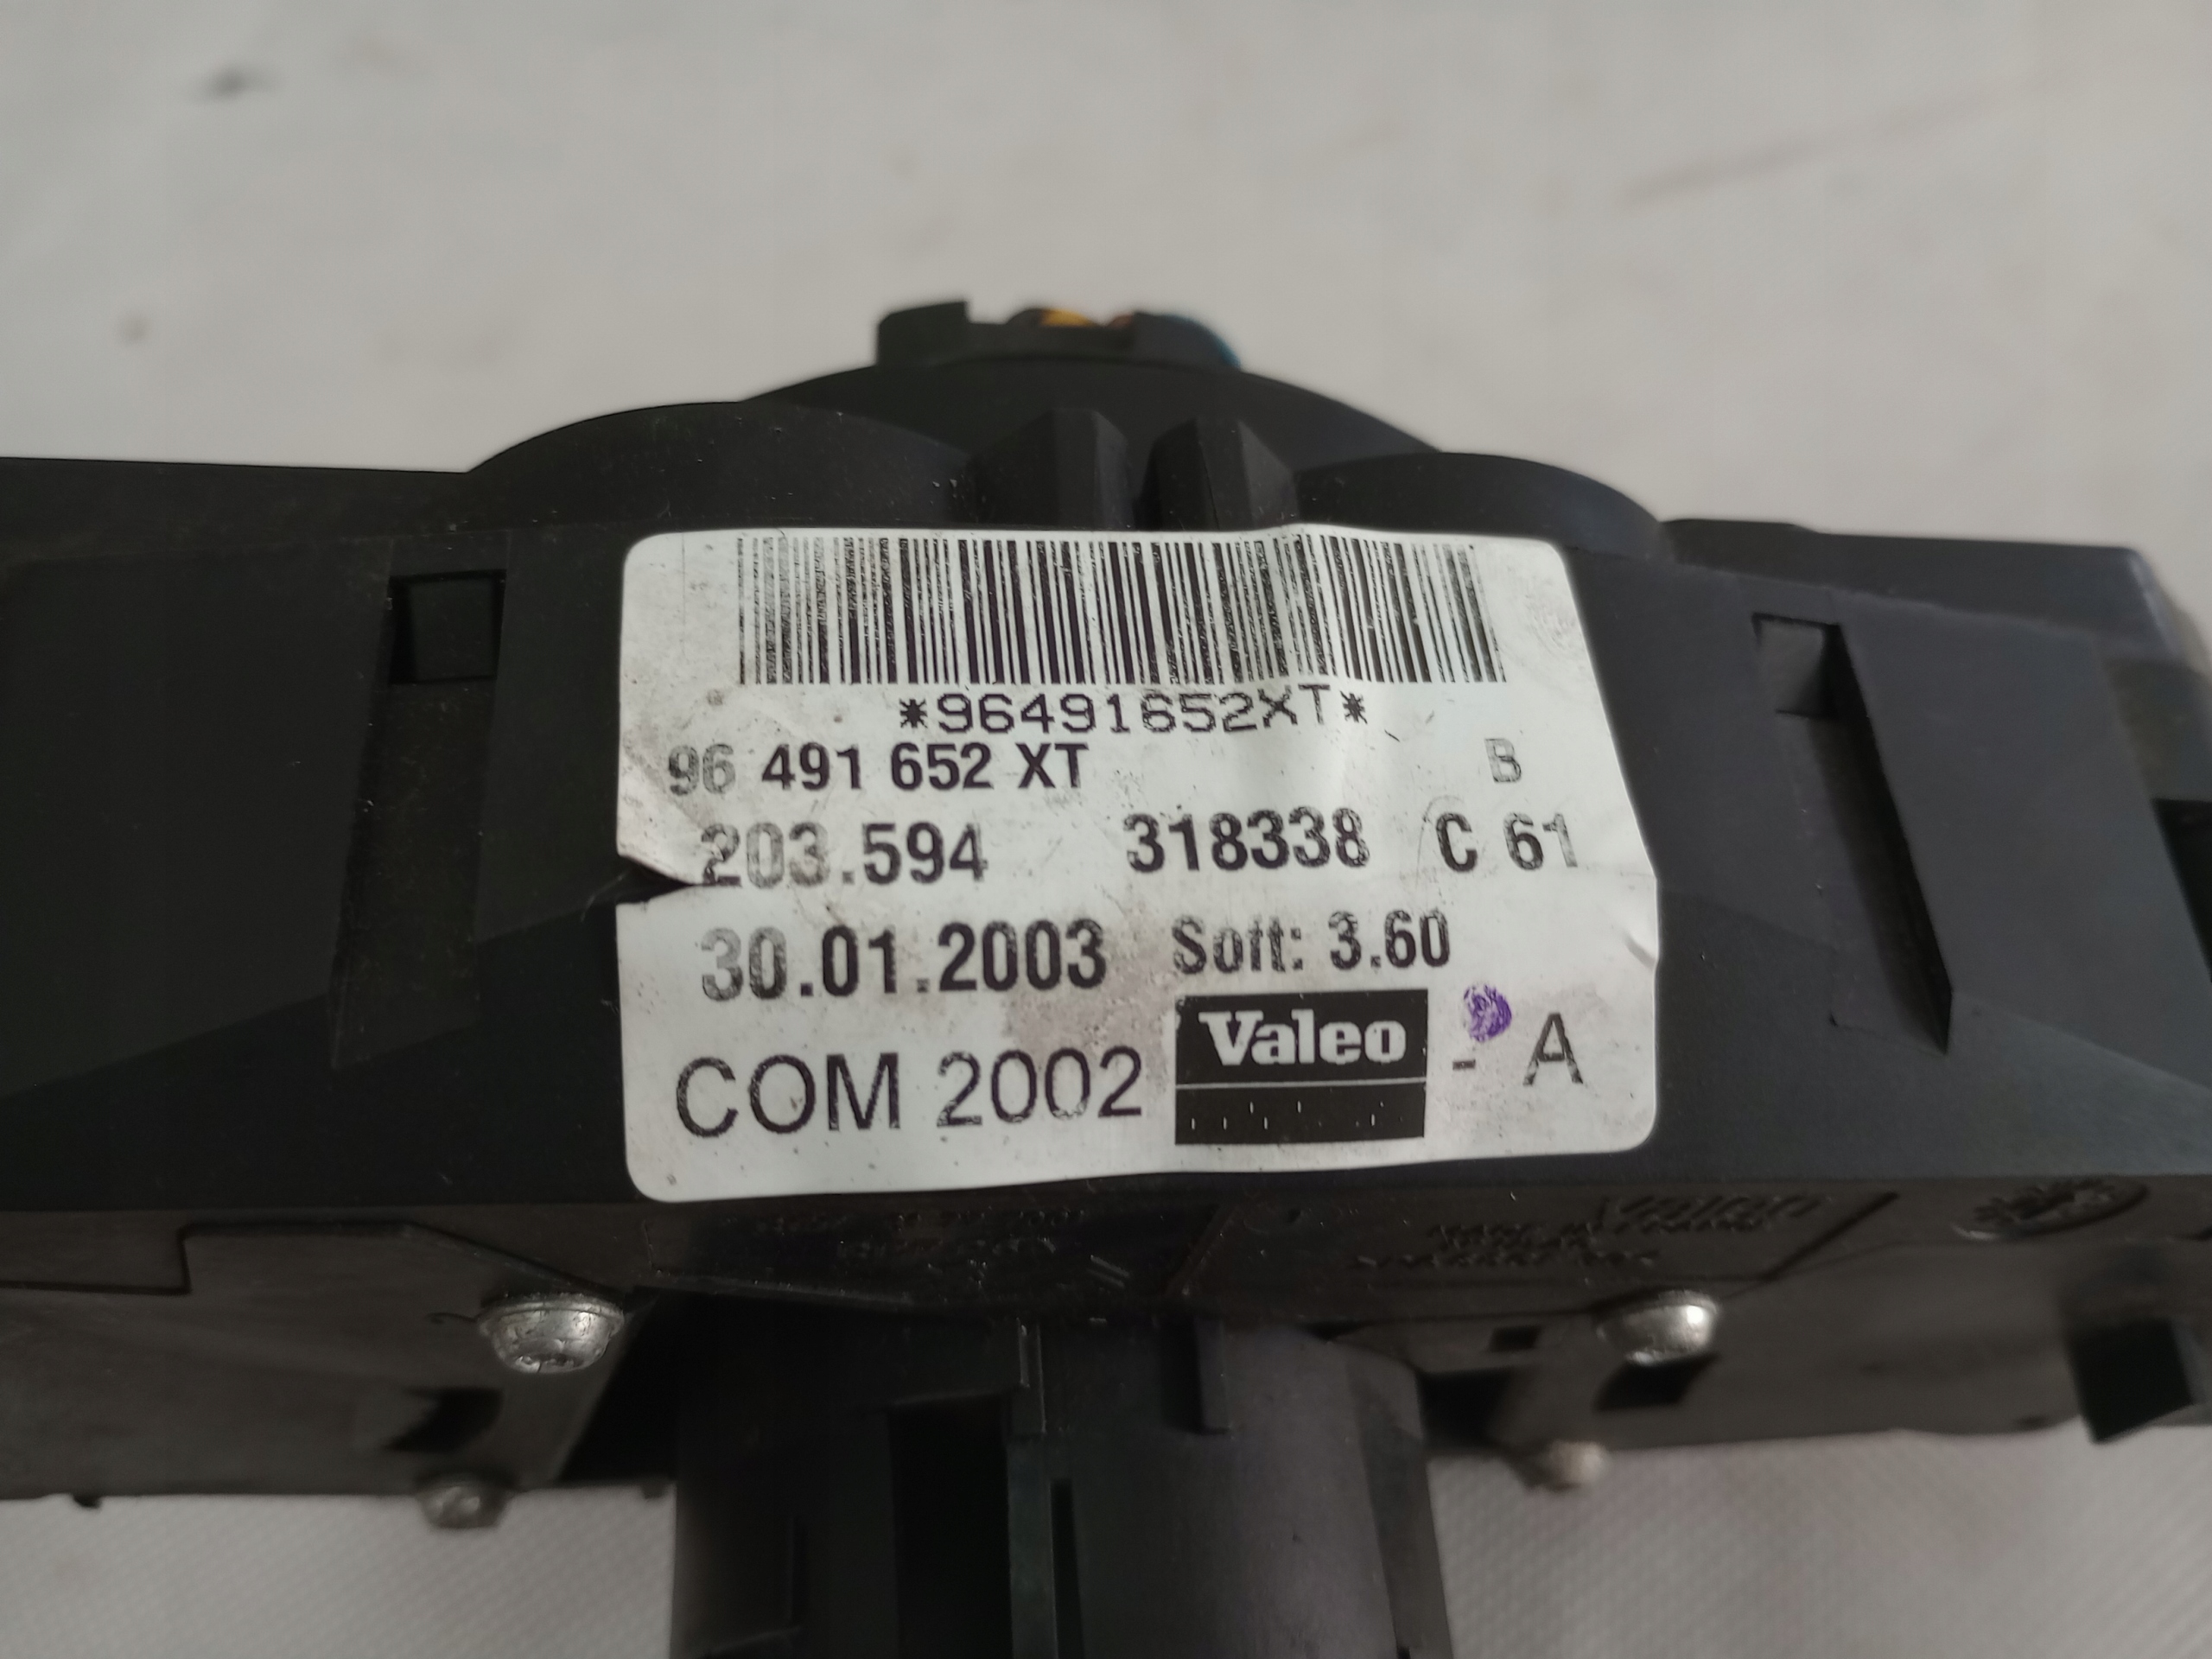 *96491652XT*
96 491 652 XT B
203.594 318338 C 61
30.01.2003 Soft: 3.60
COM 2002 Valeo - A